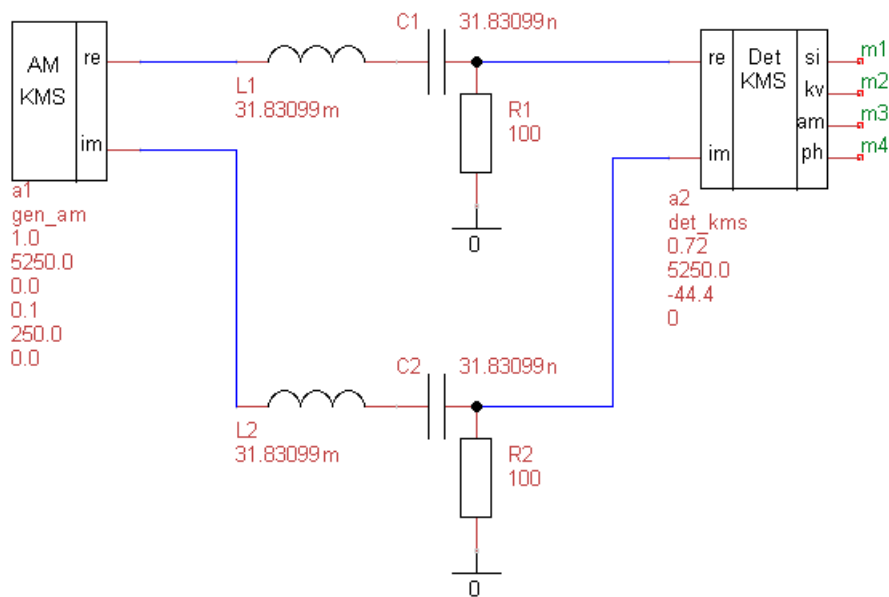 AM
KMS
re
im
a1
gen_am
1.0
5250.0
0.0
0.1
250.0
0.0
L1
31.83099m
C1
31.83099n
R1
100
0
L2
31.83099m
C2
31.83099n
R2
100
0
re
im
Det
KMS
si
kv
am
ph
m1
m2
m3
m4
a2
det_kms
0.72
5250.0
-44.4
0